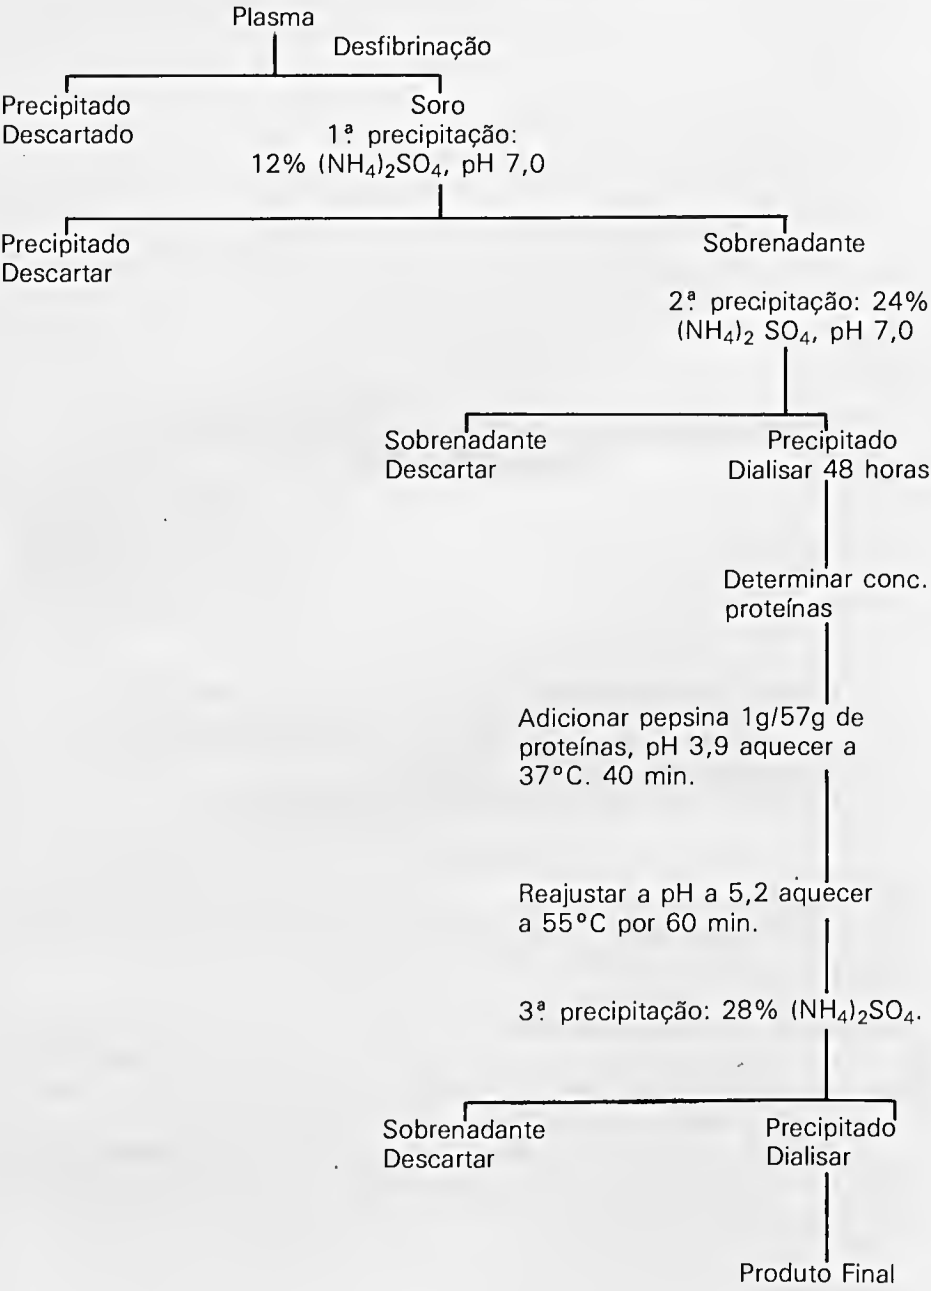 Plasma
Desfibrinação
Precipitado
Descartado
Soro
1ª precipitação:
12% (NH₄)₂SO₄, pH 7,0
Precipitado
Descartar
Sobrenadante
2ª precipitação: 24%
(NH₄)₂ SO₄, pH 7,0
Sobrenadante
Descartar
Precipitado
Dialisar 48 horas
Determinar conc.
proteínas
Adicionar pepsina 1g/57g de
proteínas, pH 3,9 aquecer a
37°C. 40 min.
Reajustar a pH a 5,2 aquecer
a 55°C por 60 min.
3ª precipitação: 28% (NH₄)₂SO₄.
Sobrenadante
Descartar
Precipitado
Dialisar
Produto Final